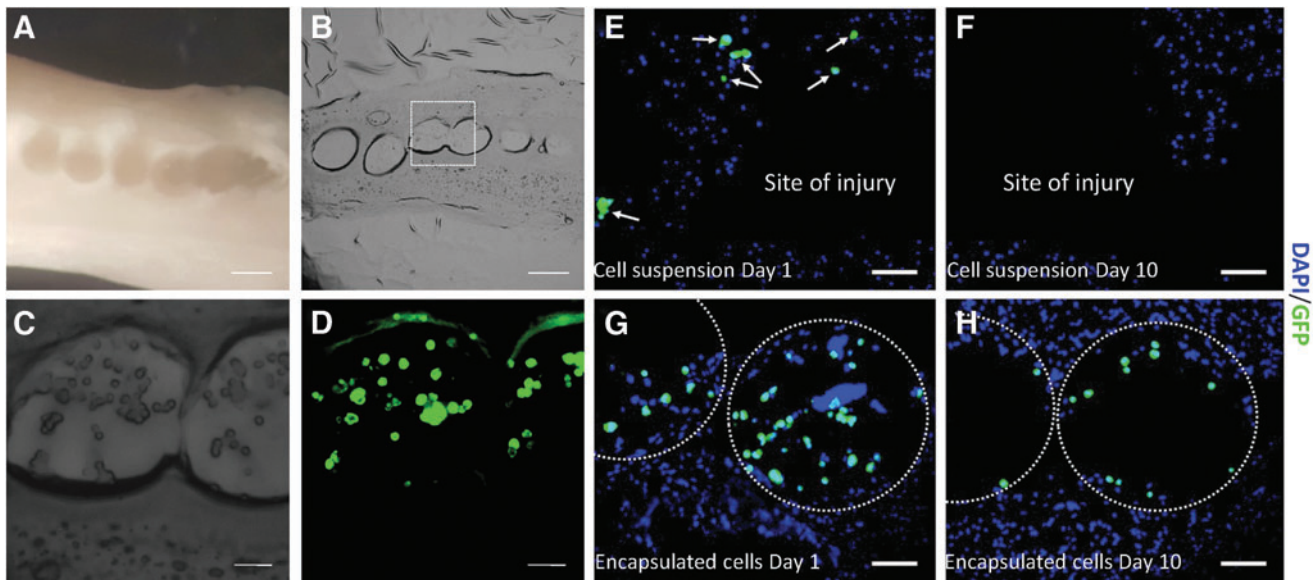 A
B
E
F
Site of injury
Site of injury
Cell suspension Day 1
Cell suspension Day 10
DAPI/GFP
C
D
G
H
Encapsulated cells Day 1
Encapsulated cells Day 10